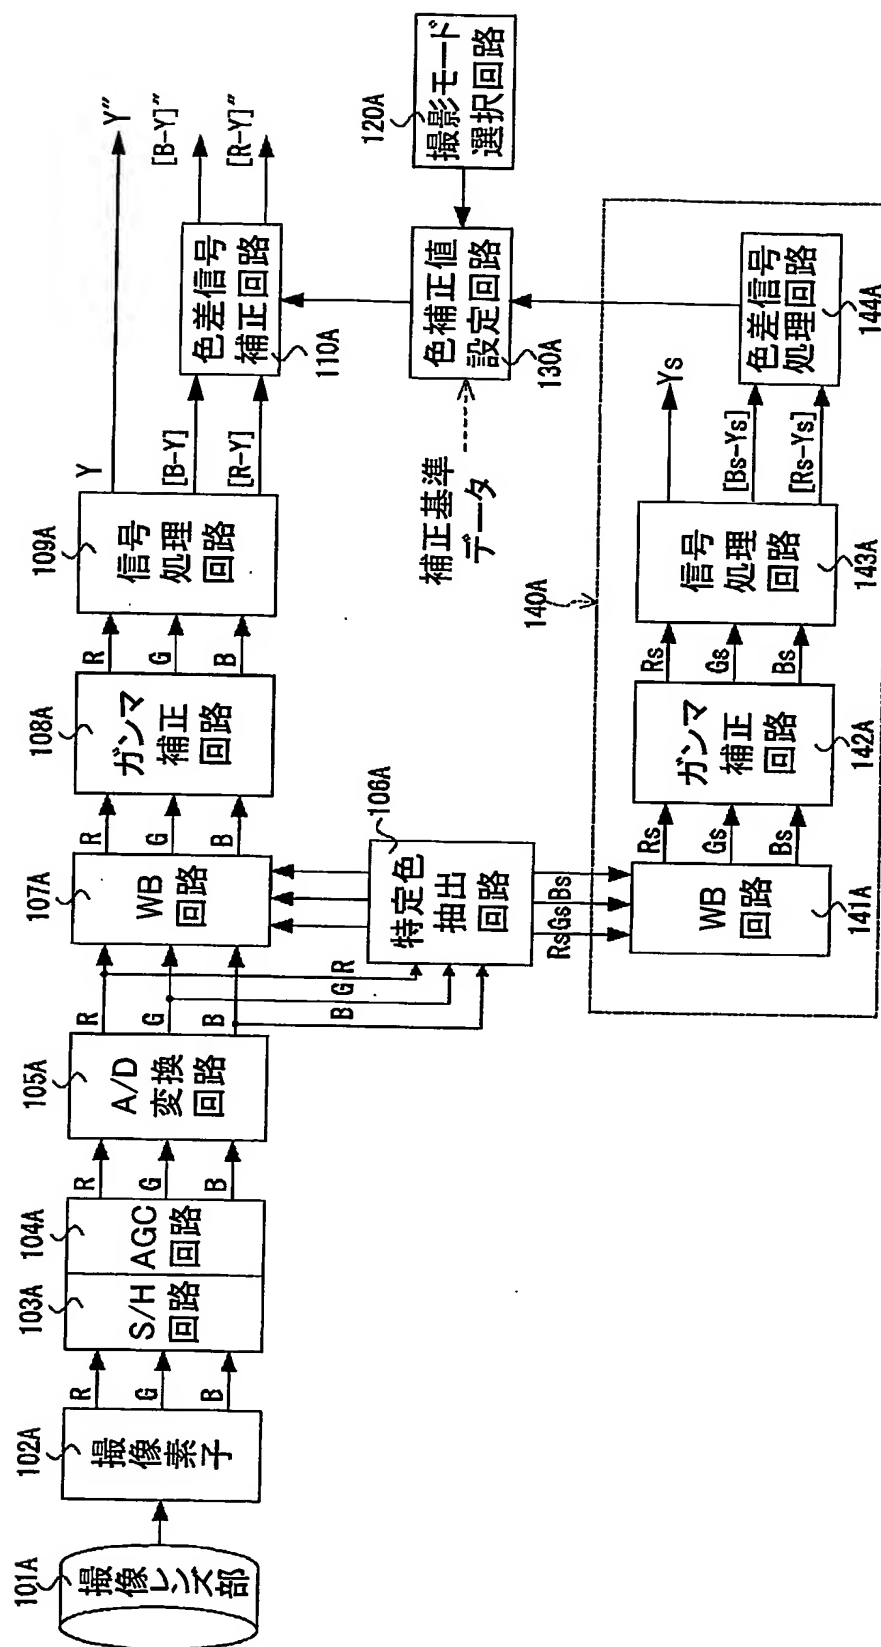 101A
撮像レンズ部
102A
撮像
素子
R
G
B
103A
S/H
回路
104A
AGC
回路
R
G
B
105A
A/D
変換
回路
R
G
B
R
G
B
106A
特定色
抽出
回路
107A
WB
回路
R
G
B
108A
ガンマ
補正
回路
R
G
B
109A
信号
処理
回路
Y
[B-Y]
[R-Y]
色差信号
補正回路
110A
Y"
[B-Y]"
[R-Y]"
120A
撮影モード
選択回路
補正基準
データ
色補正値
設定回路
130A
140A
Rs
Gs
Bs
WB
回路
141A
Rs
Gs
Bs
ガンマ
補正
回路
142A
Rs
Gs
Bs
信号
処理
回路
143A
Ys
[Bs-Ys]
[Rs-Ys]
色差信号
処理回路
144A